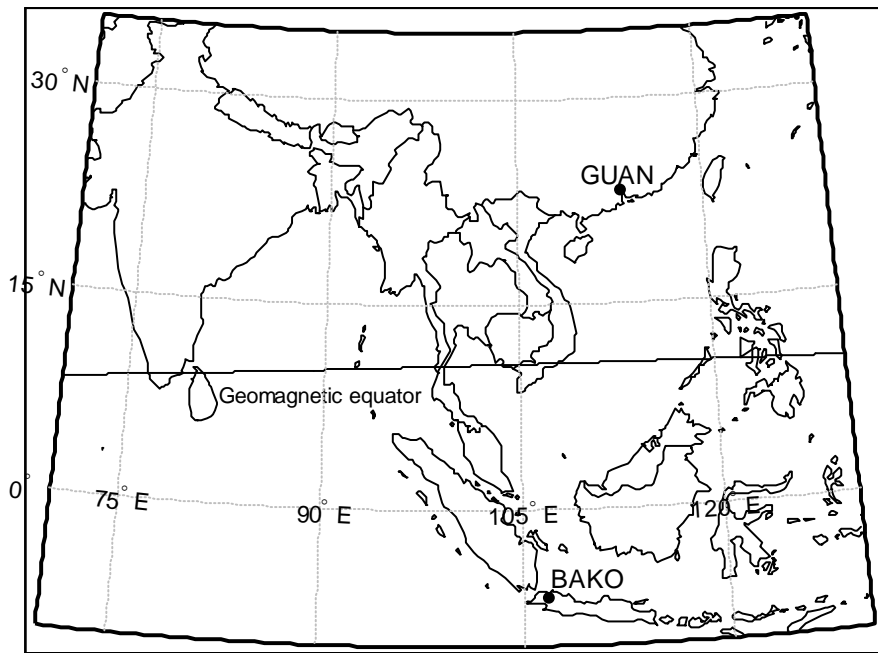 30° N
GUAN
15° N
Geomagnetic equator
0°
75° E
90° E
105° E
120° E
BAKO